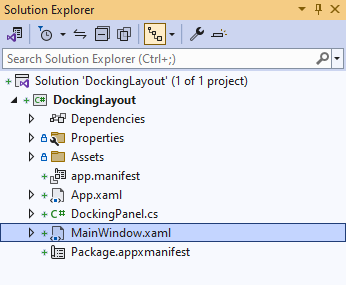 Solution Explorer
Search Solution Explorer (Ctrl+;)
Solution 'DockingLayout' (1 of 1 project)
C# DockingLayout
Dependencies
Properties
Assets
app.manifest
App.xaml
C# DockingPanel.cs
MainWindow.xaml
Package.appxmanifest